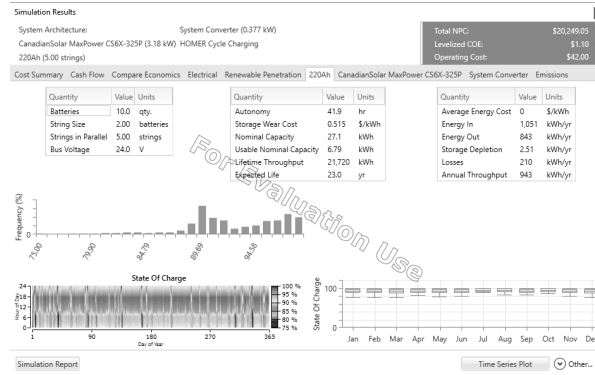 Simulation Results
System Architecture: System Converter (0.377 kW)
CanadianSolar MaxPower CS6X-325P (3.18 kW) HOMER Cycle Charging
220Ah (5.00 strings)
Total NPC: $20,249.05
Levelized COE: $1.10
Operating Cost: $42.00
Cost Summary Cash Flow Compare Economics Electrical Renewable Penetration 220Ah CanadianSolar MaxPower CS6X-325P System Converter Emissions
Quantity Value Units
Batteries 10.0 qty.
String Size 2.00 batteries
Strings in Parallel 5.00 strings
Bus Voltage 24.0 V
Quantity Value Units
Autonomy 41.9 hr
Storage Wear Cost 0.515 $/kWh
Nominal Capacity 27.1 kWh
Usable Nominal Capacity 6.79 kWh
Lifetime Throughput 21,720 kWh
Expected Life 23.0 yr
Quantity Value Units
Average Energy Cost 0 $/kWh
Energy In 1,051 kWh/yr
Energy Out 843 kWh/yr
Storage Depletion 2.51 kWh/yr
Losses 210 kWh/yr
Annual Throughput 943 kWh/yr
For Evaluation Use
Frequency (%)
0
75.00 79.90 84.79 89.69 94.58
State Of Charge
Hour of Day
24
18
12
6
0
1 90 180 270 365
Day of Year
100 %
95 %
90 %
85 %
80 %
75 %
State Of Charge
100
0
Jan Feb Mar Apr May Jun Jul Aug Sep Oct Nov De
Simulation Report
Time Series Plot
Other...